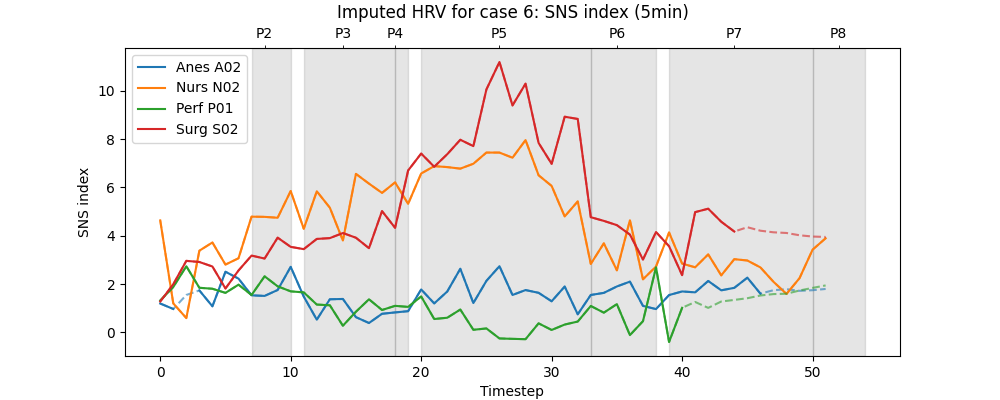 Imputed HRV for case 6: SNS index (5min)
P2 P3 P4 P5 P6 P7 P8
Anes A02
Nurs N02
Perf P01
Surg S02
SNS index
10
8
6
4
2
0
0 10 20 30 40 50
Timestep